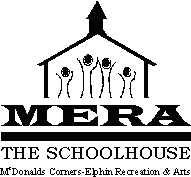 MERA
THE SCHOOLHOUSE
McDonalds Corners-Elphin Recreation & Arts